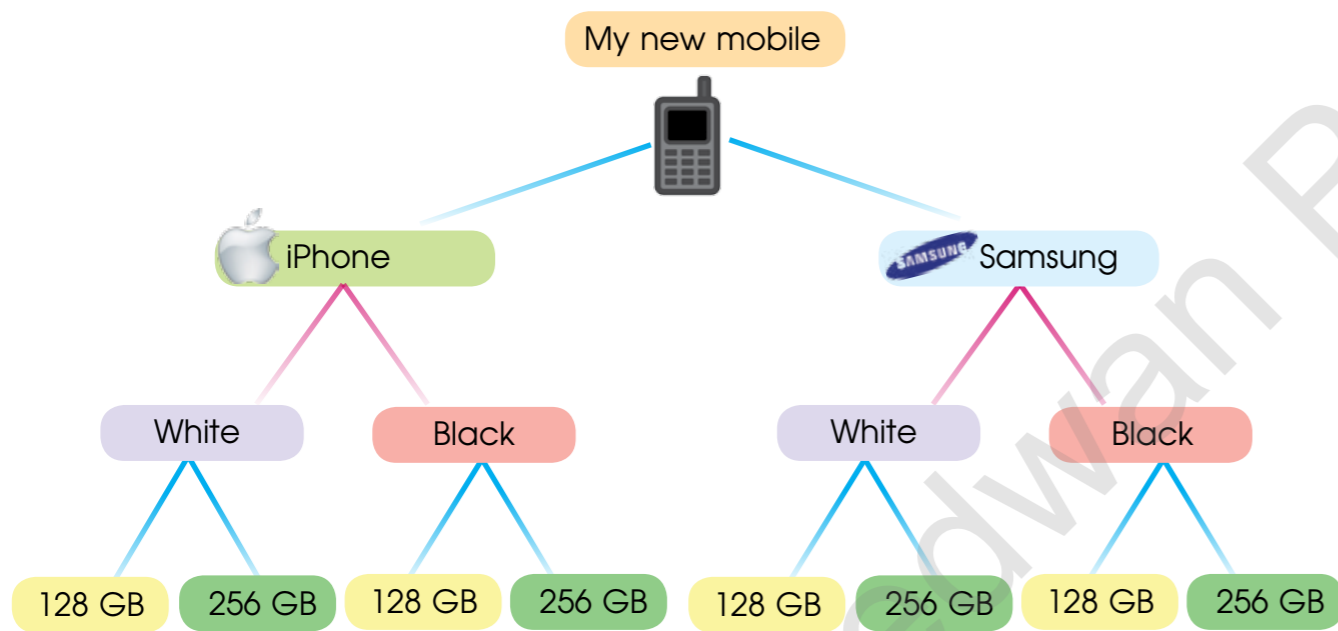 My new mobile
iPhone
SAMSUNG Samsung
White Black White Black
128 GB 256 GB 128 GB 256 GB 128 GB 256 GB 128 GB 256 GB